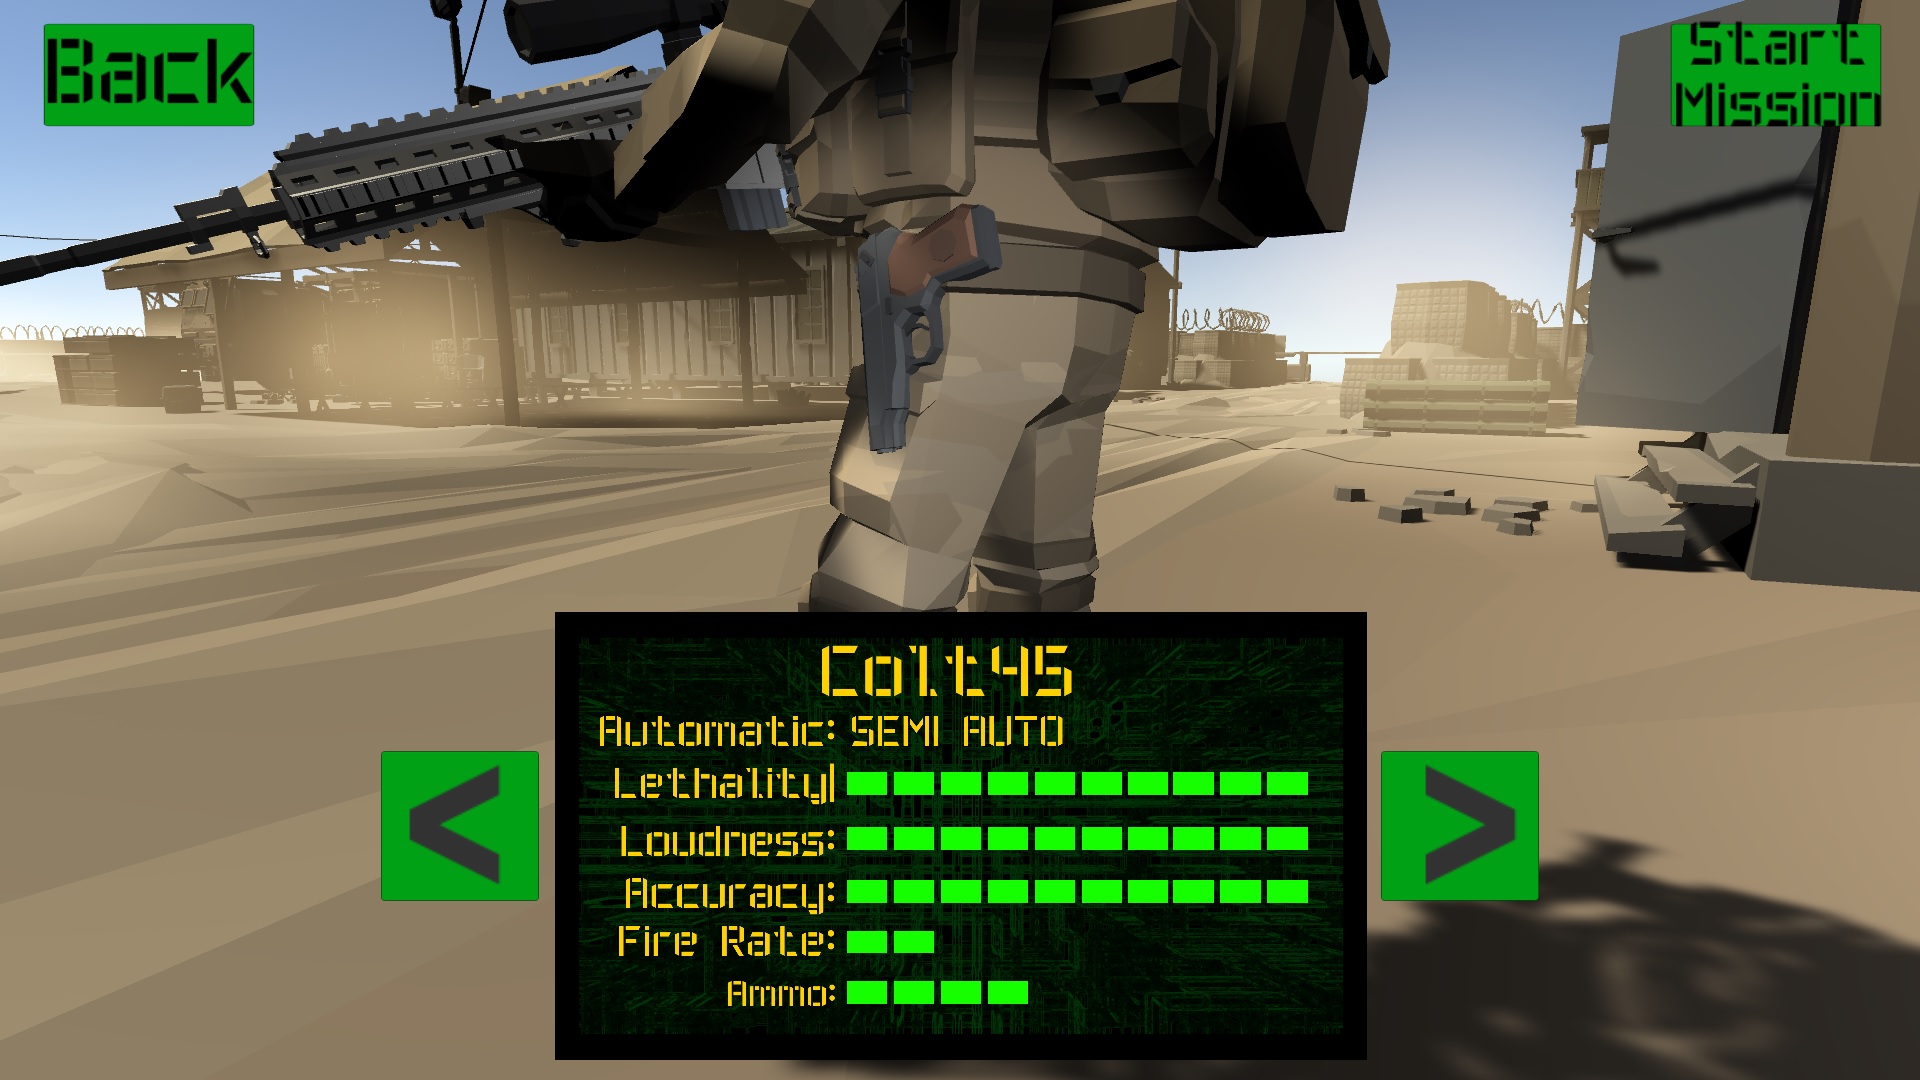 Back
Start
Mission
Colt45
Automatic: SEMI AUTO
Lethality|
Loudness:
Accuracy:
Fire Rate:
Ammo:
<
>